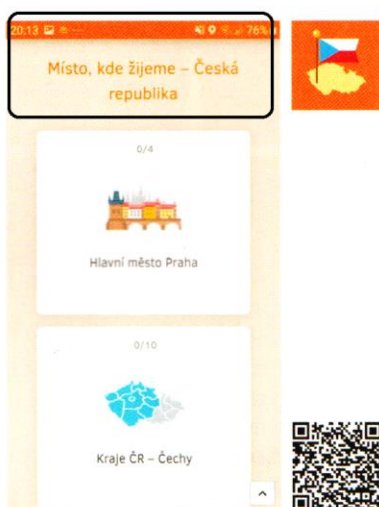 20:13 76%
Místo, kde žijeme – Česká
republika
0/4
Hlavní město Praha
0/10
Kraje ČR – Čechy